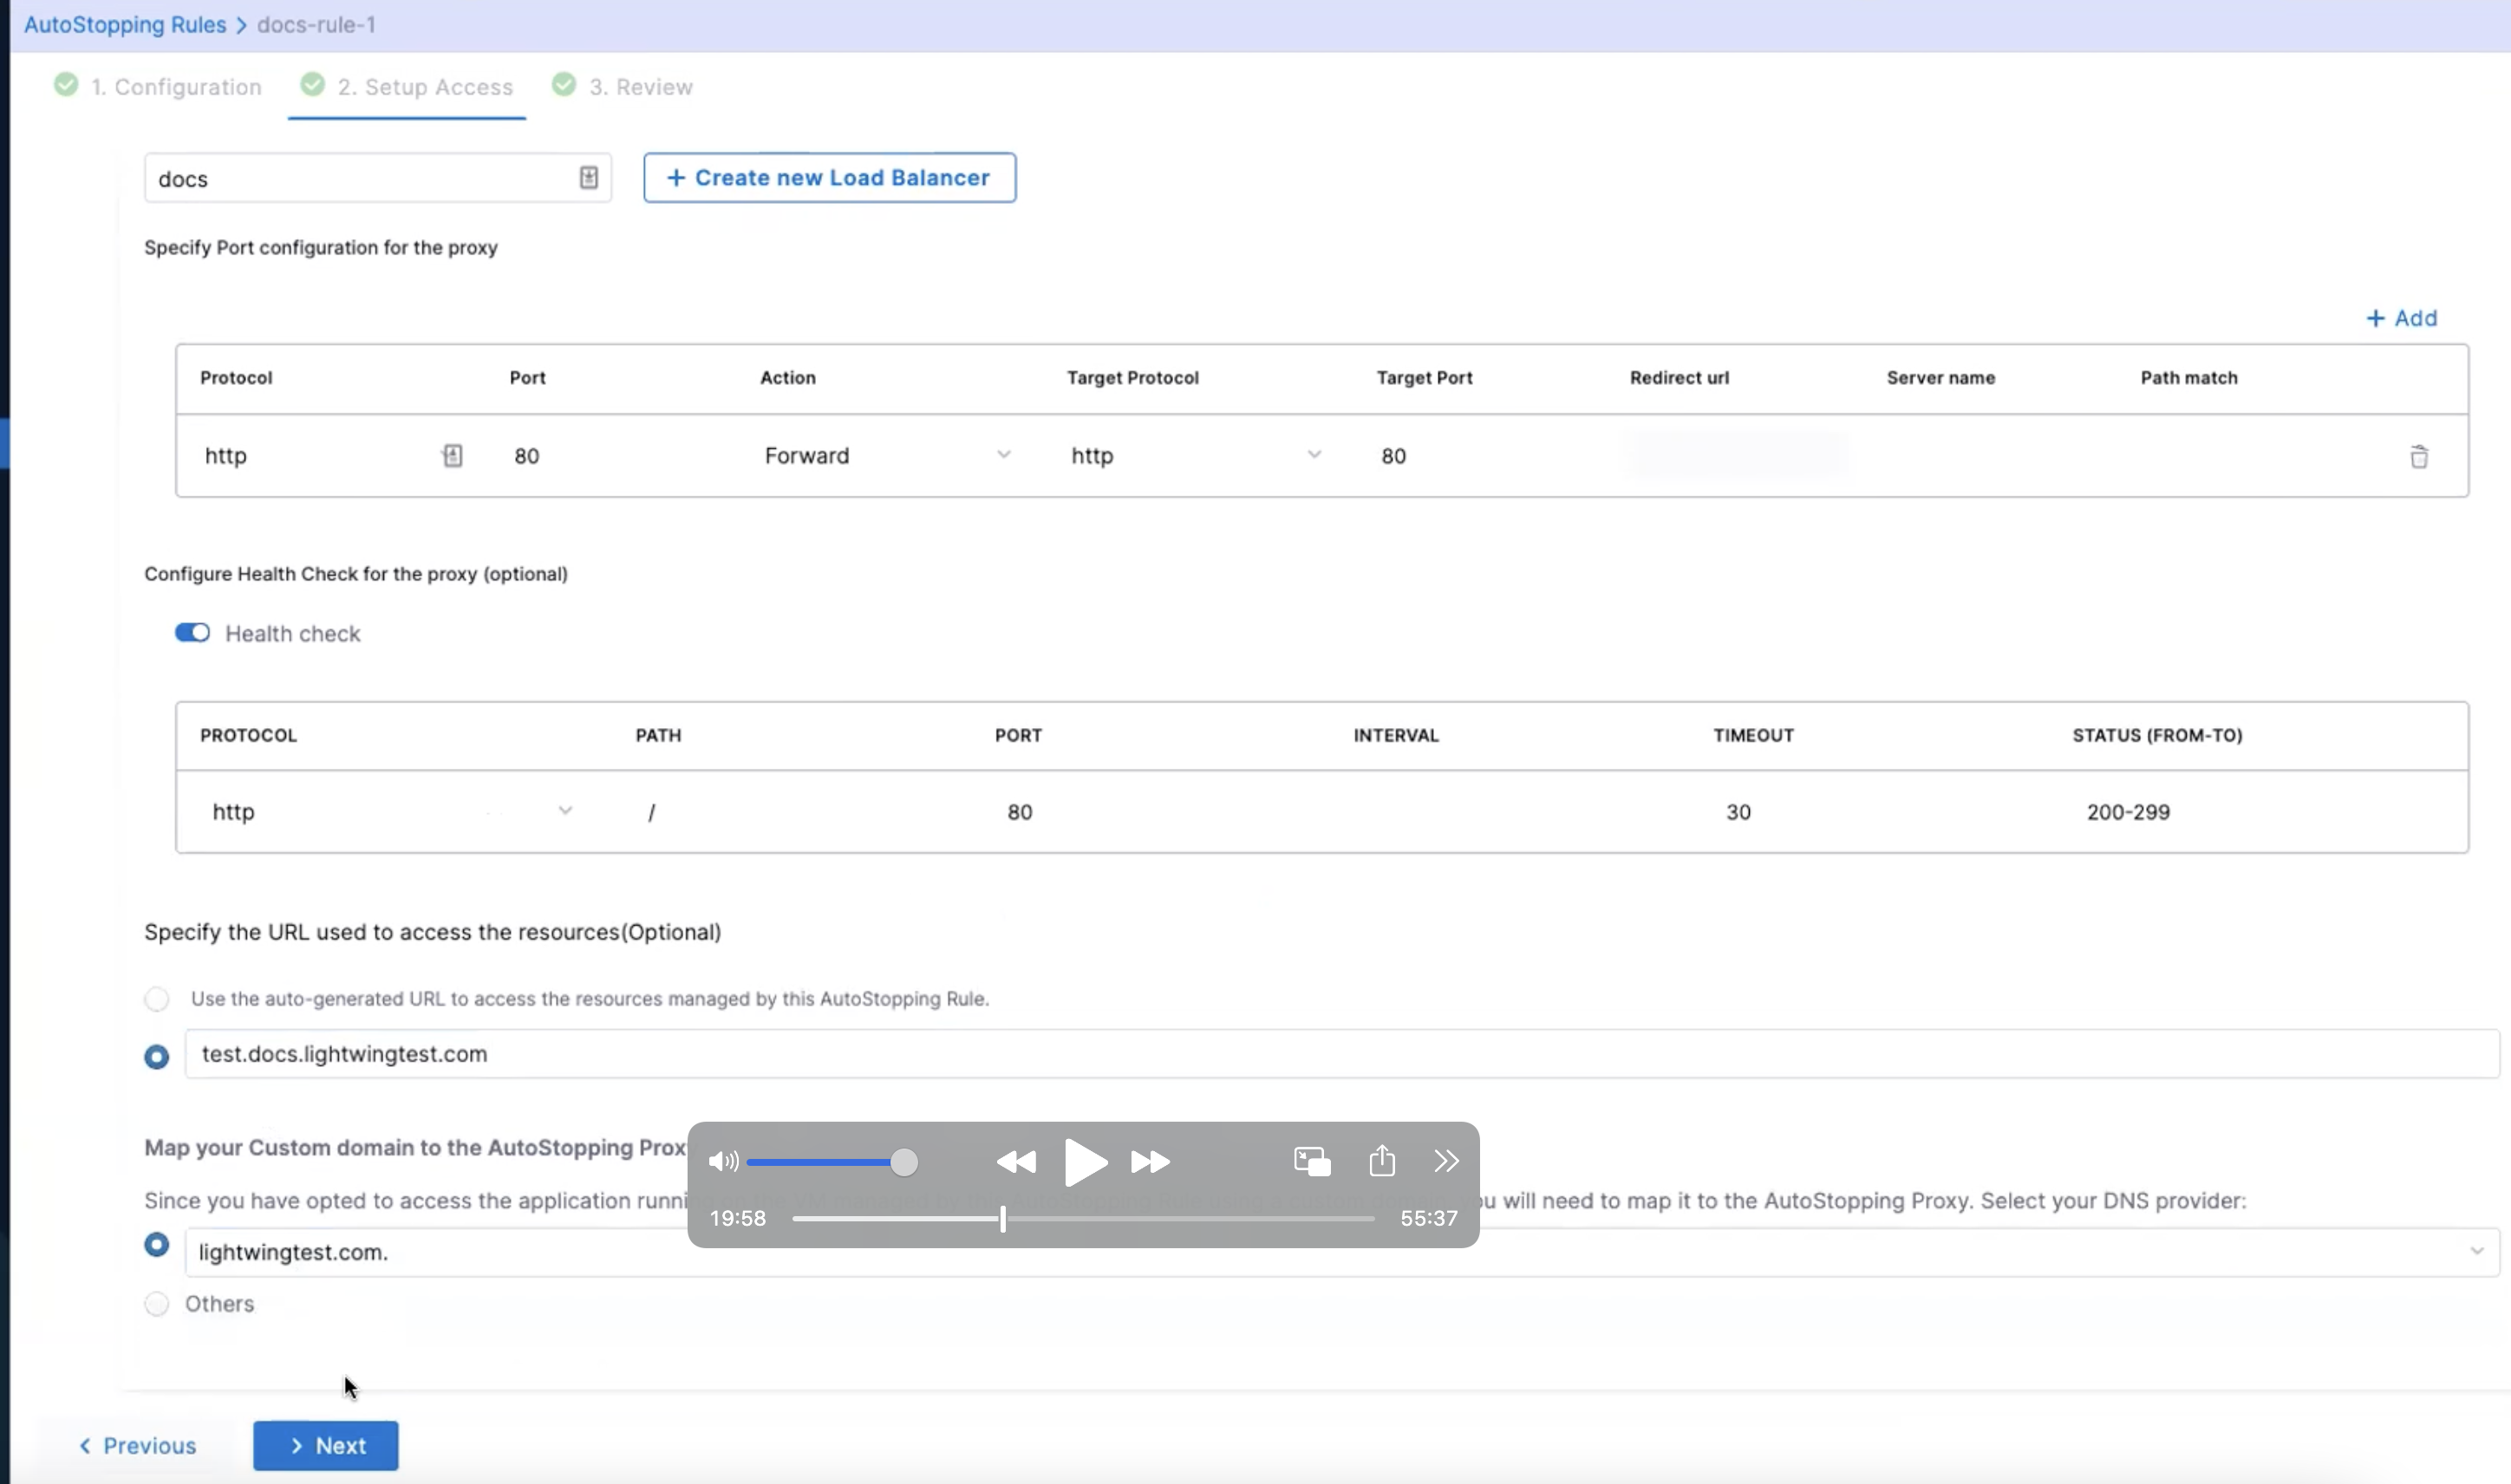 AutoStopping Rules > docs-rule-1
1. Configuration 2. Setup Access 3. Review
docs + Create new Load Balancer
Specify Port configuration for the proxy
+ Add
Protocol Port Action Target Protocol Target Port Redirect url Server name Path match
http 80 Forward http 80
Configure Health Check for the proxy (optional)
Health check
PROTOCOL PATH PORT INTERVAL TIMEOUT STATUS (FROM-TO)
http / 80 30 200-299
Specify the URL used to access the resources(Optional)
Use the auto-generated URL to access the resources managed by this AutoStopping Rule.
test.docs.lightwingtest.com
Map your Custom domain to the AutoStopping
Since you have opted to access the application will need to map it to the AutoStopping Proxy. Select your DNS provider:
19:58 55:37
lightwingtest.com.
Others
< Previous > Next